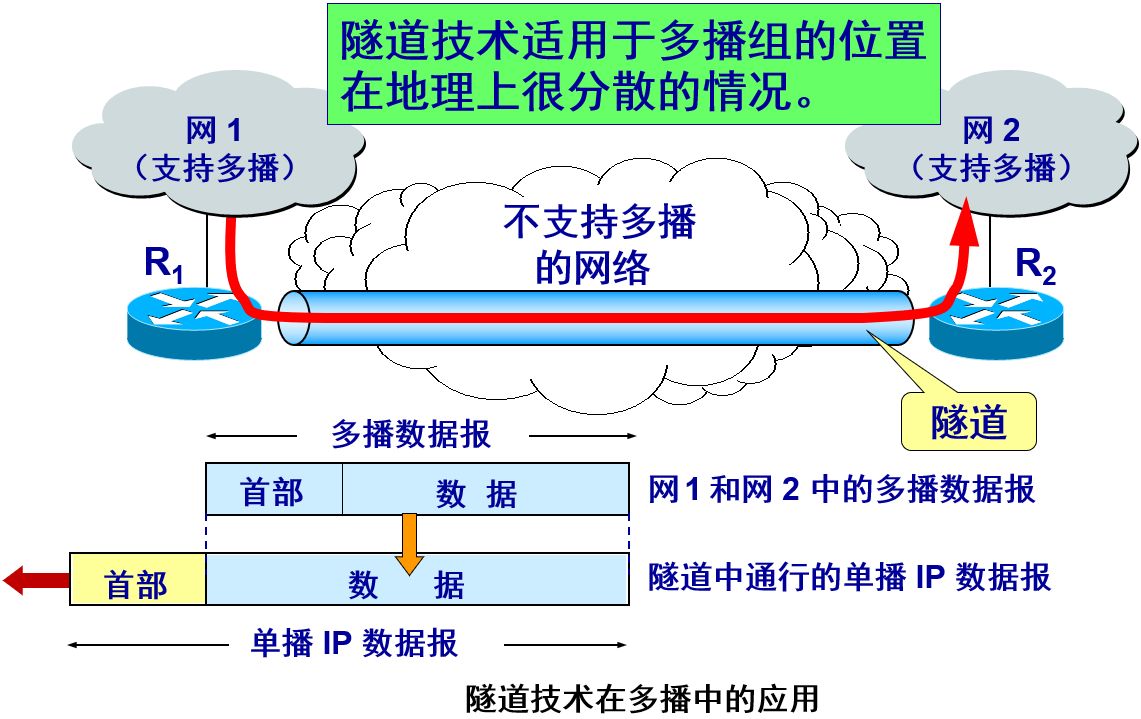 隧道技术适用于多播组的位置
在地理上很分散的情况。
网 1
（支持多播）
网 2
（支持多播）
不支持多播
的网络
R1
R2
隧道
多播数据报
首部
数 据
网 1 和网 2 中的多播数据报
首部
数 据
隧道中通行的单播 IP 数据报
单播 IP 数据报
隧道技术在多播中的应用